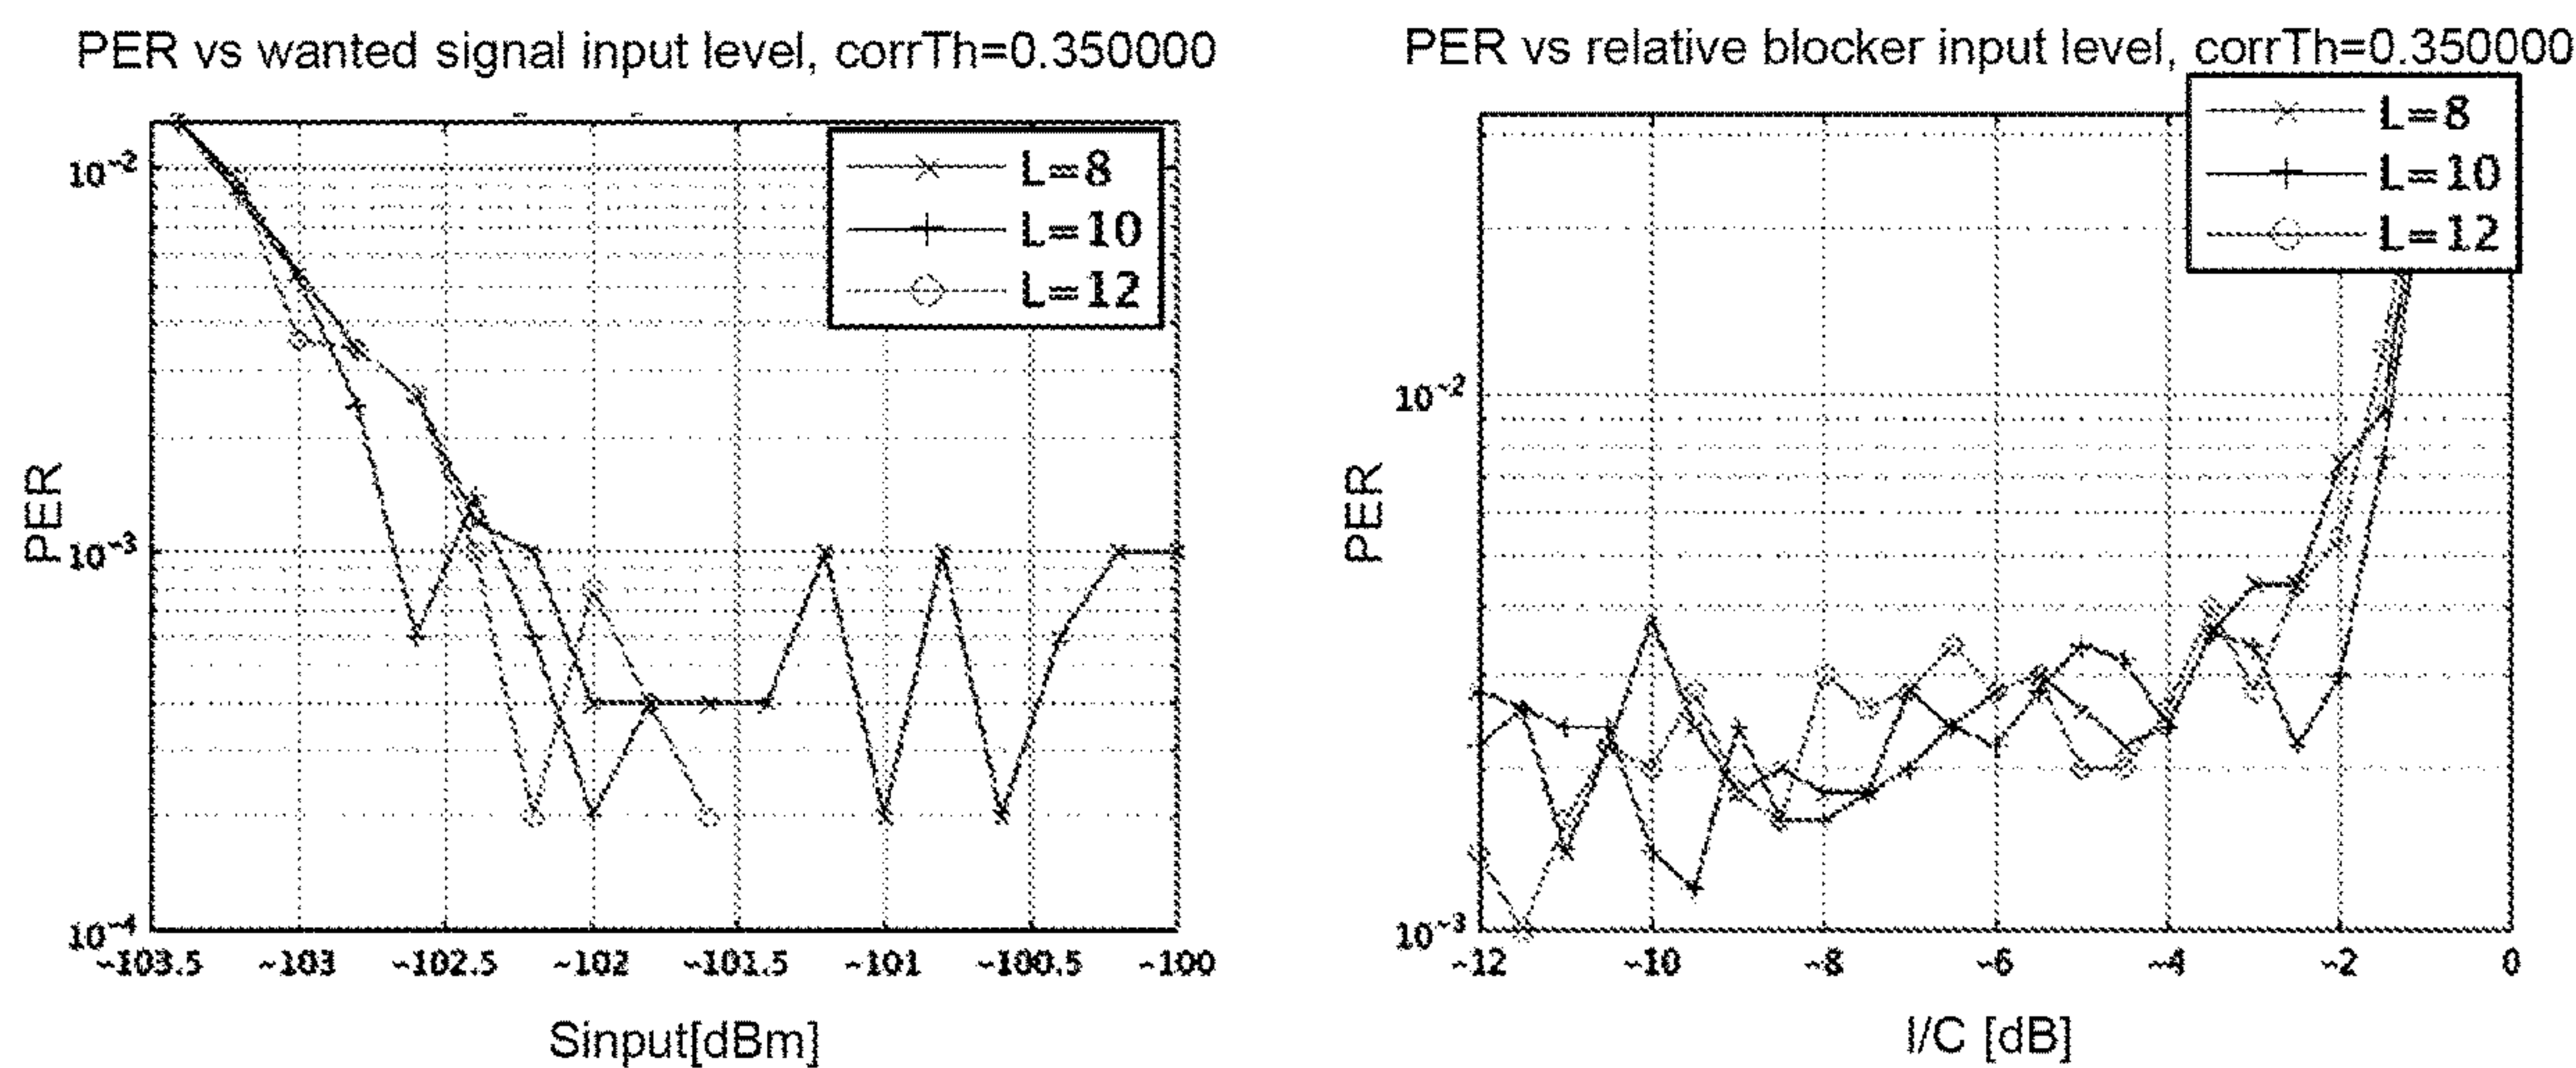 PER vs wanted signal input level, corrTh=0.350000
L=8
L=10
L=12
PER
10~2
10~3
10~4
~103.5 ~103 ~102.5 ~102 ~101.5 ~101 ~100.5 ~100
Sinput[dBm]
PER vs relative blocker input level, corrTh=0.350000
L=8
L=10
L=12
PER
10~2
10~3
~12 ~10 ~8 ~6 ~4 ~2 0
I/C [dB]